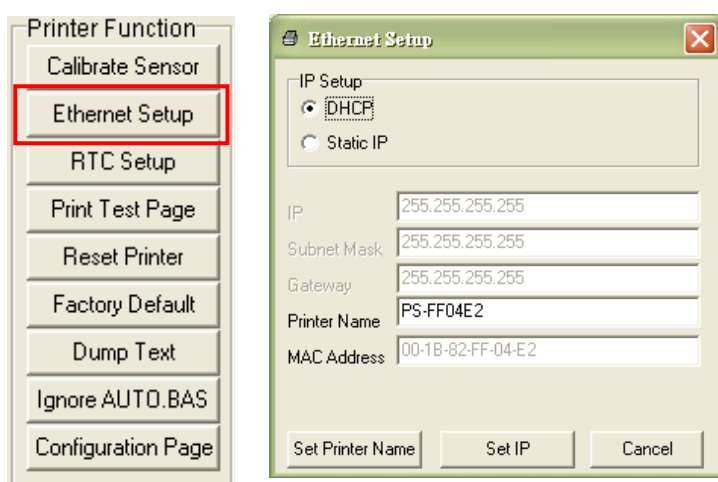 Printer Function
Calibrate Sensor
Ethernet Setup
RTC Setup
Print Test Page
Reset Printer
Factory Default
Dump Text
Ignore AUTO.BAS
Configuration Page
Ethernet Setup
IP Setup
DHCP
Static IP
IP 255.255.255.255
Subnet Mask 255.255.255.255
Gateway 255.255.255.255
Printer Name PS-FF04E2
MAC Address 00-1B-82-FF-04-E2
Set Printer Name Set IP Cancel